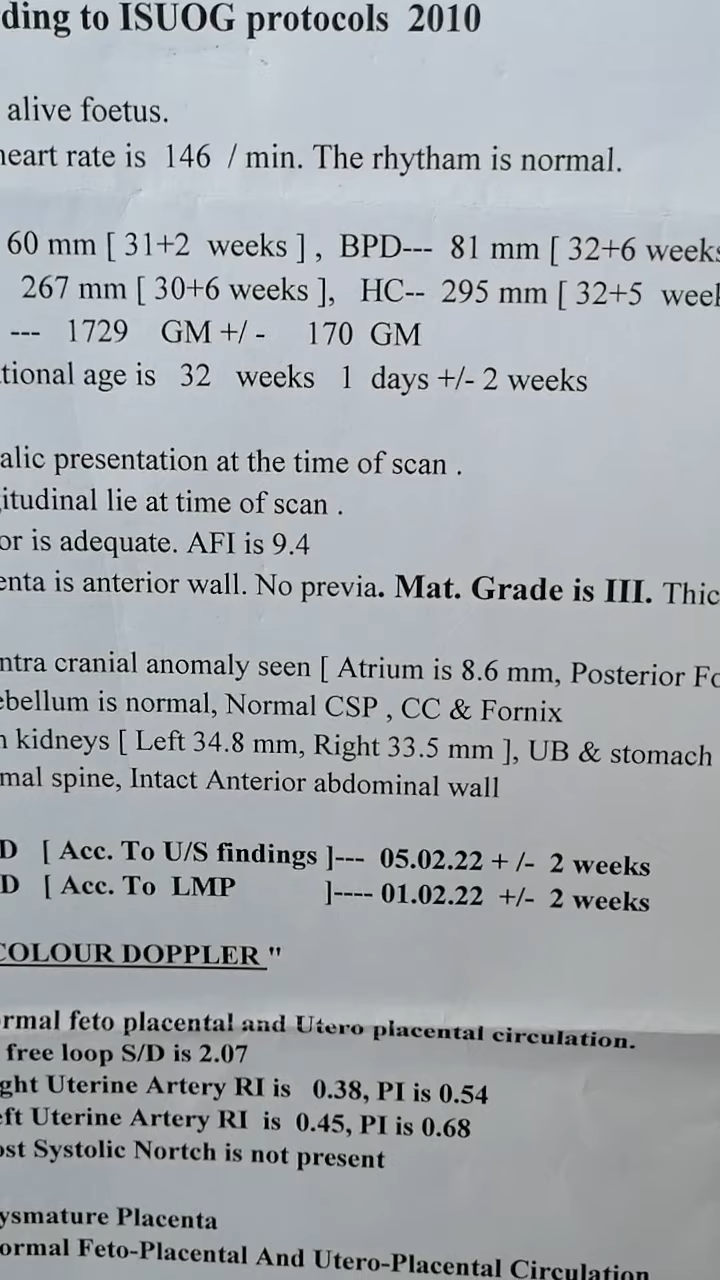 ding to ISUOG protocols 2010
alive foetus.
heart rate is 146 / min. The rhytham is normal.
60 mm [ 31+2 weeks ] , BPD--- 81 mm [ 32+6 weeks
267 mm [ 30+6 weeks ], HC-- 295 mm [ 32+5 week
--- 1729 GM +/ - 170 GM
tional age is 32 weeks 1 days +/- 2 weeks
alic presentation at the time of scan .
itudinal lie at time of scan .
or is adequate. AFI is 9.4
enta is anterior wall. No previa. Mat. Grade is III. Thic
ntra cranial anomaly seen [ Atrium is 8.6 mm, Posterior Fo
ebellum is normal, Normal CSP , CC & Fornix
n kidneys [ Left 34.8 mm, Right 33.5 mm ], UB & stomach
mal spine, Intact Anterior abdominal wall
D [ Acc. To U/S findings ]--- 05.02.22 + /- 2 weeks
D [ Acc. To LMP ]---- 01.02.22 +/- 2 weeks
COLOUR DOPPLER "
rmal feto placental and Utero placental circulation.
free loop S/D is 2.07
ght Uterine Artery RI is 0.38, PI is 0.54
eft Uterine Artery RI is 0.45, PI is 0.68
ost Systolic Nortch is not present
ysmature Placenta
ormal Feto-Placental And Utero-Placental Circulation